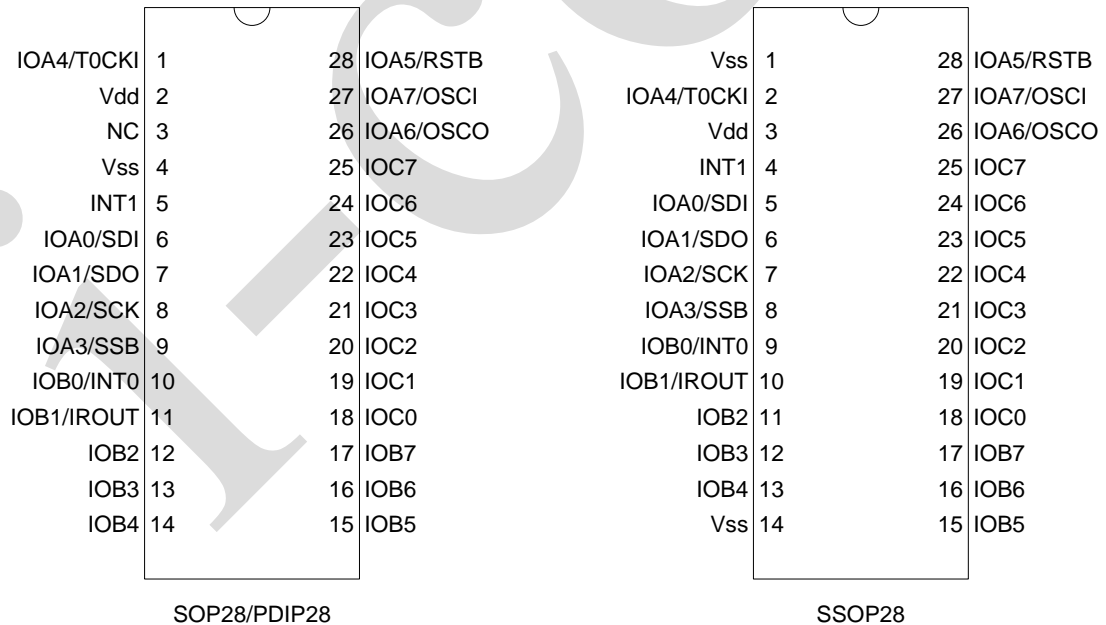 IOA4/T0CKI 1 28 IOA5/RSTB
Vdd 2 27 IOA7/OSCI
NC 3 26 IOA6/OSCO
Vss 4 25 IOC7
INT1 5 24 IOC6
IOA0/SDI 6 23 IOC5
IOA1/SDO 7 22 IOC4
IOA2/SCK 8 21 IOC3
IOA3/SSB 9 20 IOC2
IOB0/INT0 10 19 IOC1
IOB1/IROUT 11 18 IOC0
IOB2 12 17 IOB7
IOB3 13 16 IOB6
IOB4 14 15 IOB5
SOP28/PDIP28
Vss 1 28 IOA5/RSTB
IOA4/T0CKI 2 27 IOA7/OSCI
Vdd 3 26 IOA6/OSCO
INT1 4 25 IOC7
IOA0/SDI 5 24 IOC6
IOA1/SDO 6 23 IOC5
IOA2/SCK 7 22 IOC4
IOA3/SSB 8 21 IOC3
IOB0/INT0 9 20 IOC2
IOB1/IROUT 10 19 IOC1
IOB2 11 18 IOC0
IOB3 12 17 IOB7
IOB4 13 16 IOB6
Vss 14 15 IOB5
SSOP28